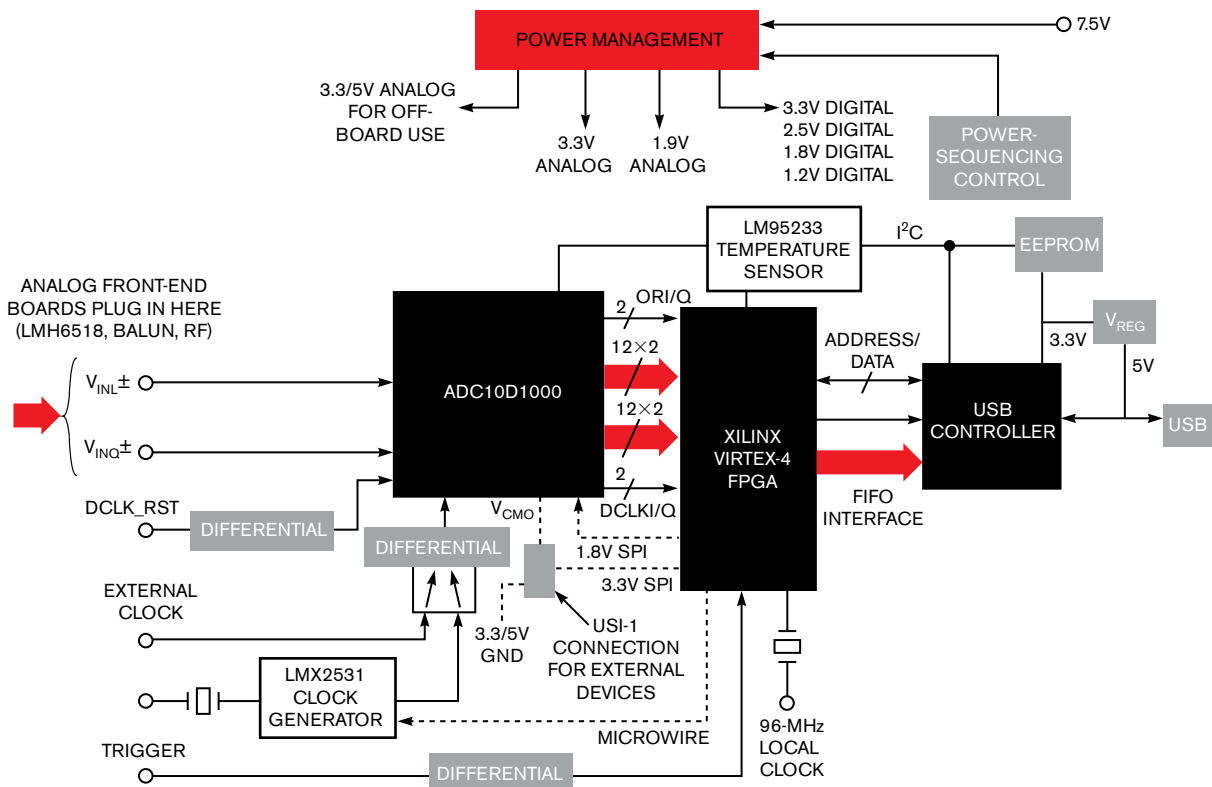 POWER MANAGEMENT
7.5V
3.3/5V ANALOG
FOR OFF-
BOARD USE
3.3V
ANALOG
1.9V
ANALOG
3.3V DIGITAL
2.5V DIGITAL
1.8V DIGITAL
1.2V DIGITAL
POWER-
SEQUENCING
CONTROL
LM95233
TEMPERATURE
SENSOR
I²C
EEPROM
ANALOG FRONT-END
BOARDS PLUG IN HERE
(LMH6518, BALUN, RF)
V_INL±
V_INQ±
ADC10D1000
2
ORI/Q
12×2
12×2
2
DCLKI/Q
XILINX
VIRTEX-4
FPGA
ADDRESS/
DATA
3.3V
V_REG
5V
USB
CONTROLLER
USB
FIFO
INTERFACE
DCLK_RST
DIFFERENTIAL
DIFFERENTIAL
V_CMO
1.8V SPI
3.3V SPI
EXTERNAL
CLOCK
3.3/5V
GND
USI-1
CONNECTION
FOR EXTERNAL
DEVICES
LMX2531
CLOCK
GENERATOR
MICROWIRE
96-MHz
LOCAL
CLOCK
TRIGGER
DIFFERENTIAL